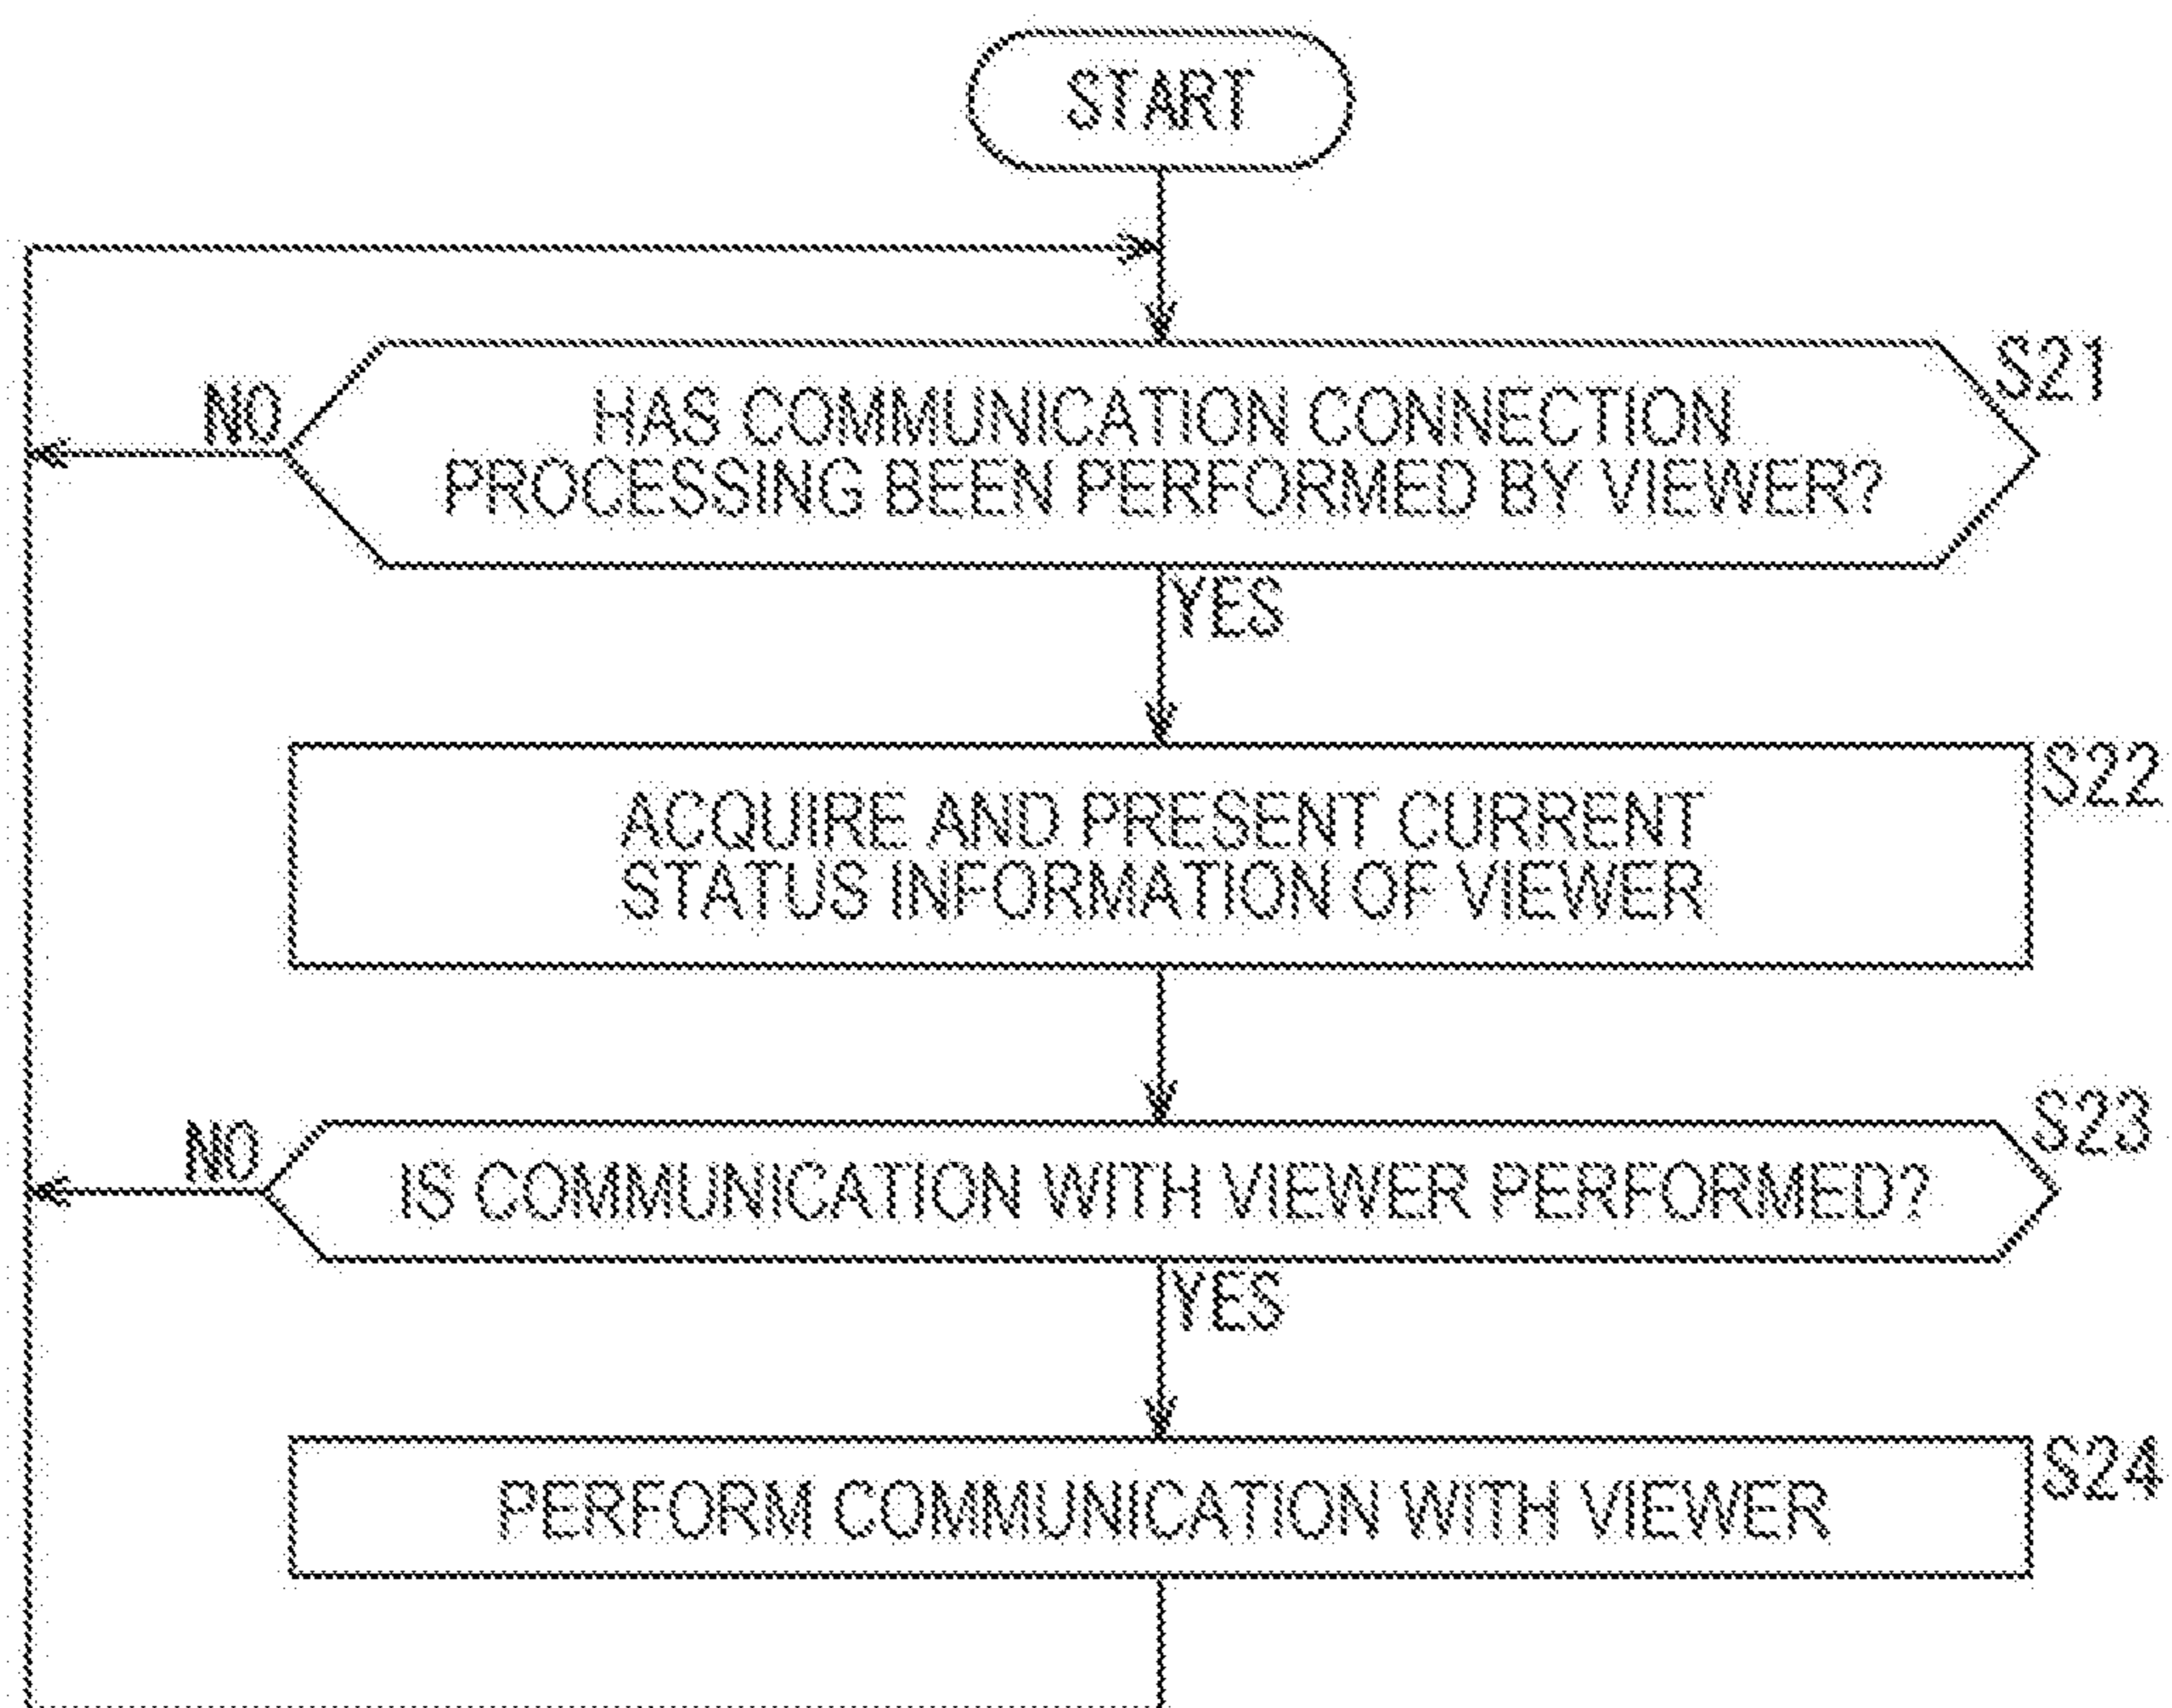 START
S21
NO
HAS COMMUNICATION CONNECTION
PROCESSING BEEN PERFORMED BY VIEWER?
YES
S22
ACQUIRE AND PRESENT CURRENT
STATUS INFORMATION OF VIEWER
S23
NO
IS COMMUNICATION WITH VIEWER PERFORMED?
YES
S24
PERFORM COMMUNICATION WITH VIEWER